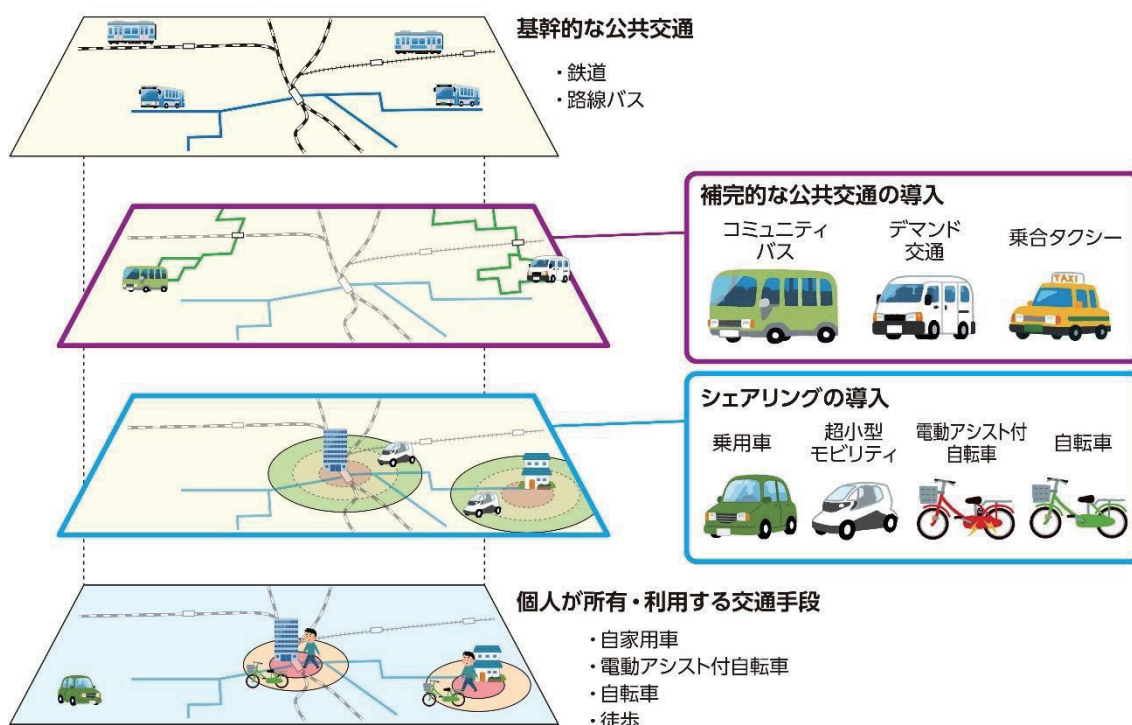 基幹的な公共交通
・鉄道
・路線バス
補完的な公共交通の導入
コミュニティ
バス
デマンド
交通
乗合タクシー
TAXI
シェアリングの導入
乗用車
超小型
モビリティ
電動アシスト付
自転車
自転車
個人が所有・利用する交通手段
・自家用車
・電動アシスト付自転車
・自転車
・徒歩